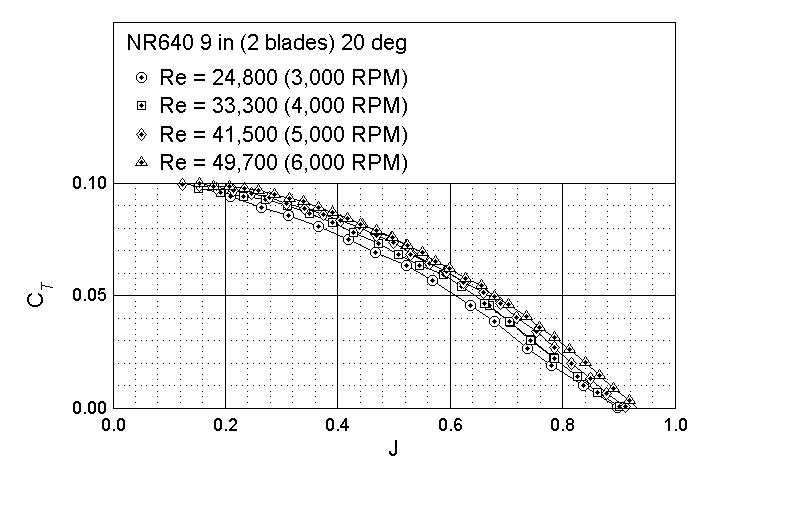 NR640 9 in (2 blades) 20 deg
Re = 24,800 (3,000 RPM)
Re = 33,300 (4,000 RPM)
Re = 41,500 (5,000 RPM)
Re = 49,700 (6,000 RPM)
0.10
0.05
0.00
C_T
0.0 0.2 0.4 0.6 0.8 1.0
J